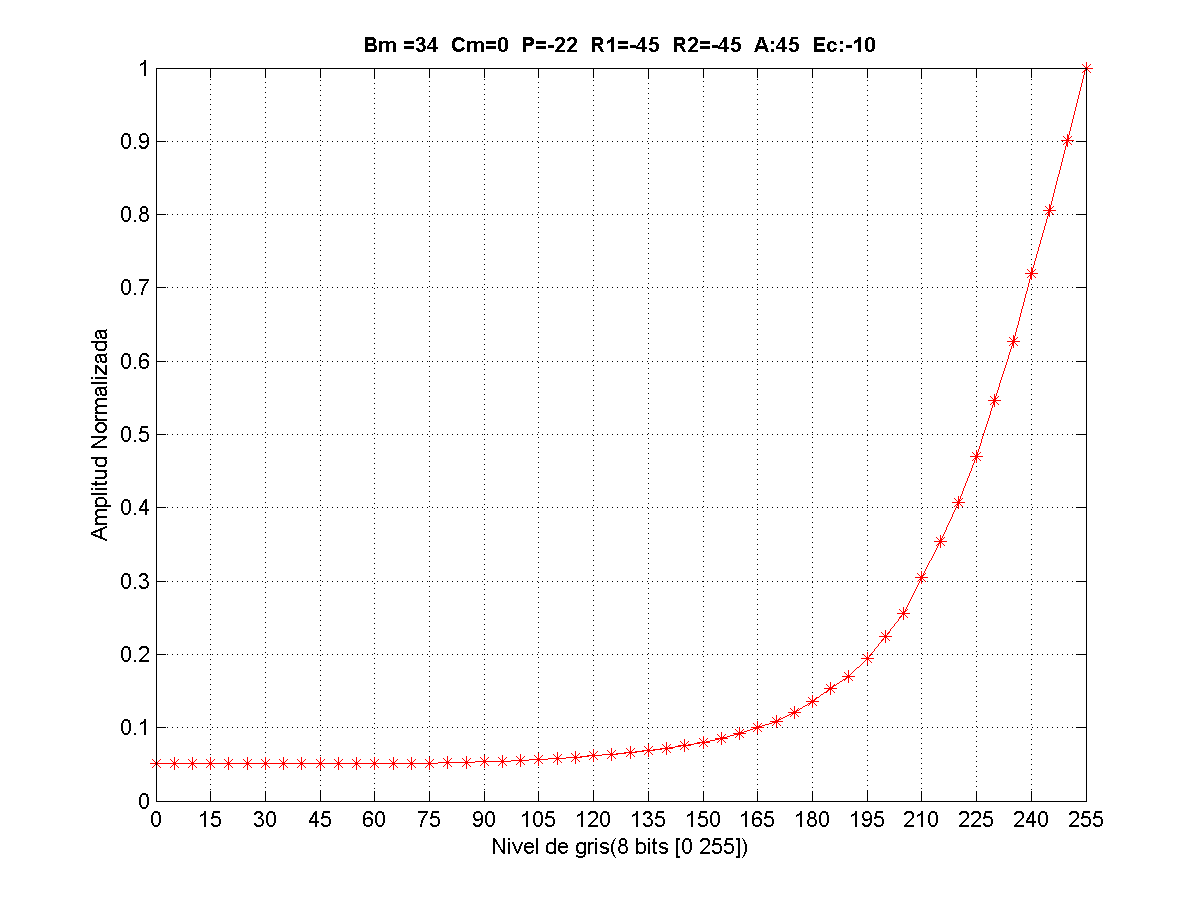 Bm =34 Cm=0 P=-22 R1=-45 R2=-45 A:45 Ec:-10
1
0.9
0.8
0.7
0.6
0.5
0.4
0.3
0.2
0.1
0
Amplitud Normalizada
0 15 30 45 60 75 90 105 120 135 150 165 180 195 210 225 240 255
Nivel de gris(8 bits [0 255])